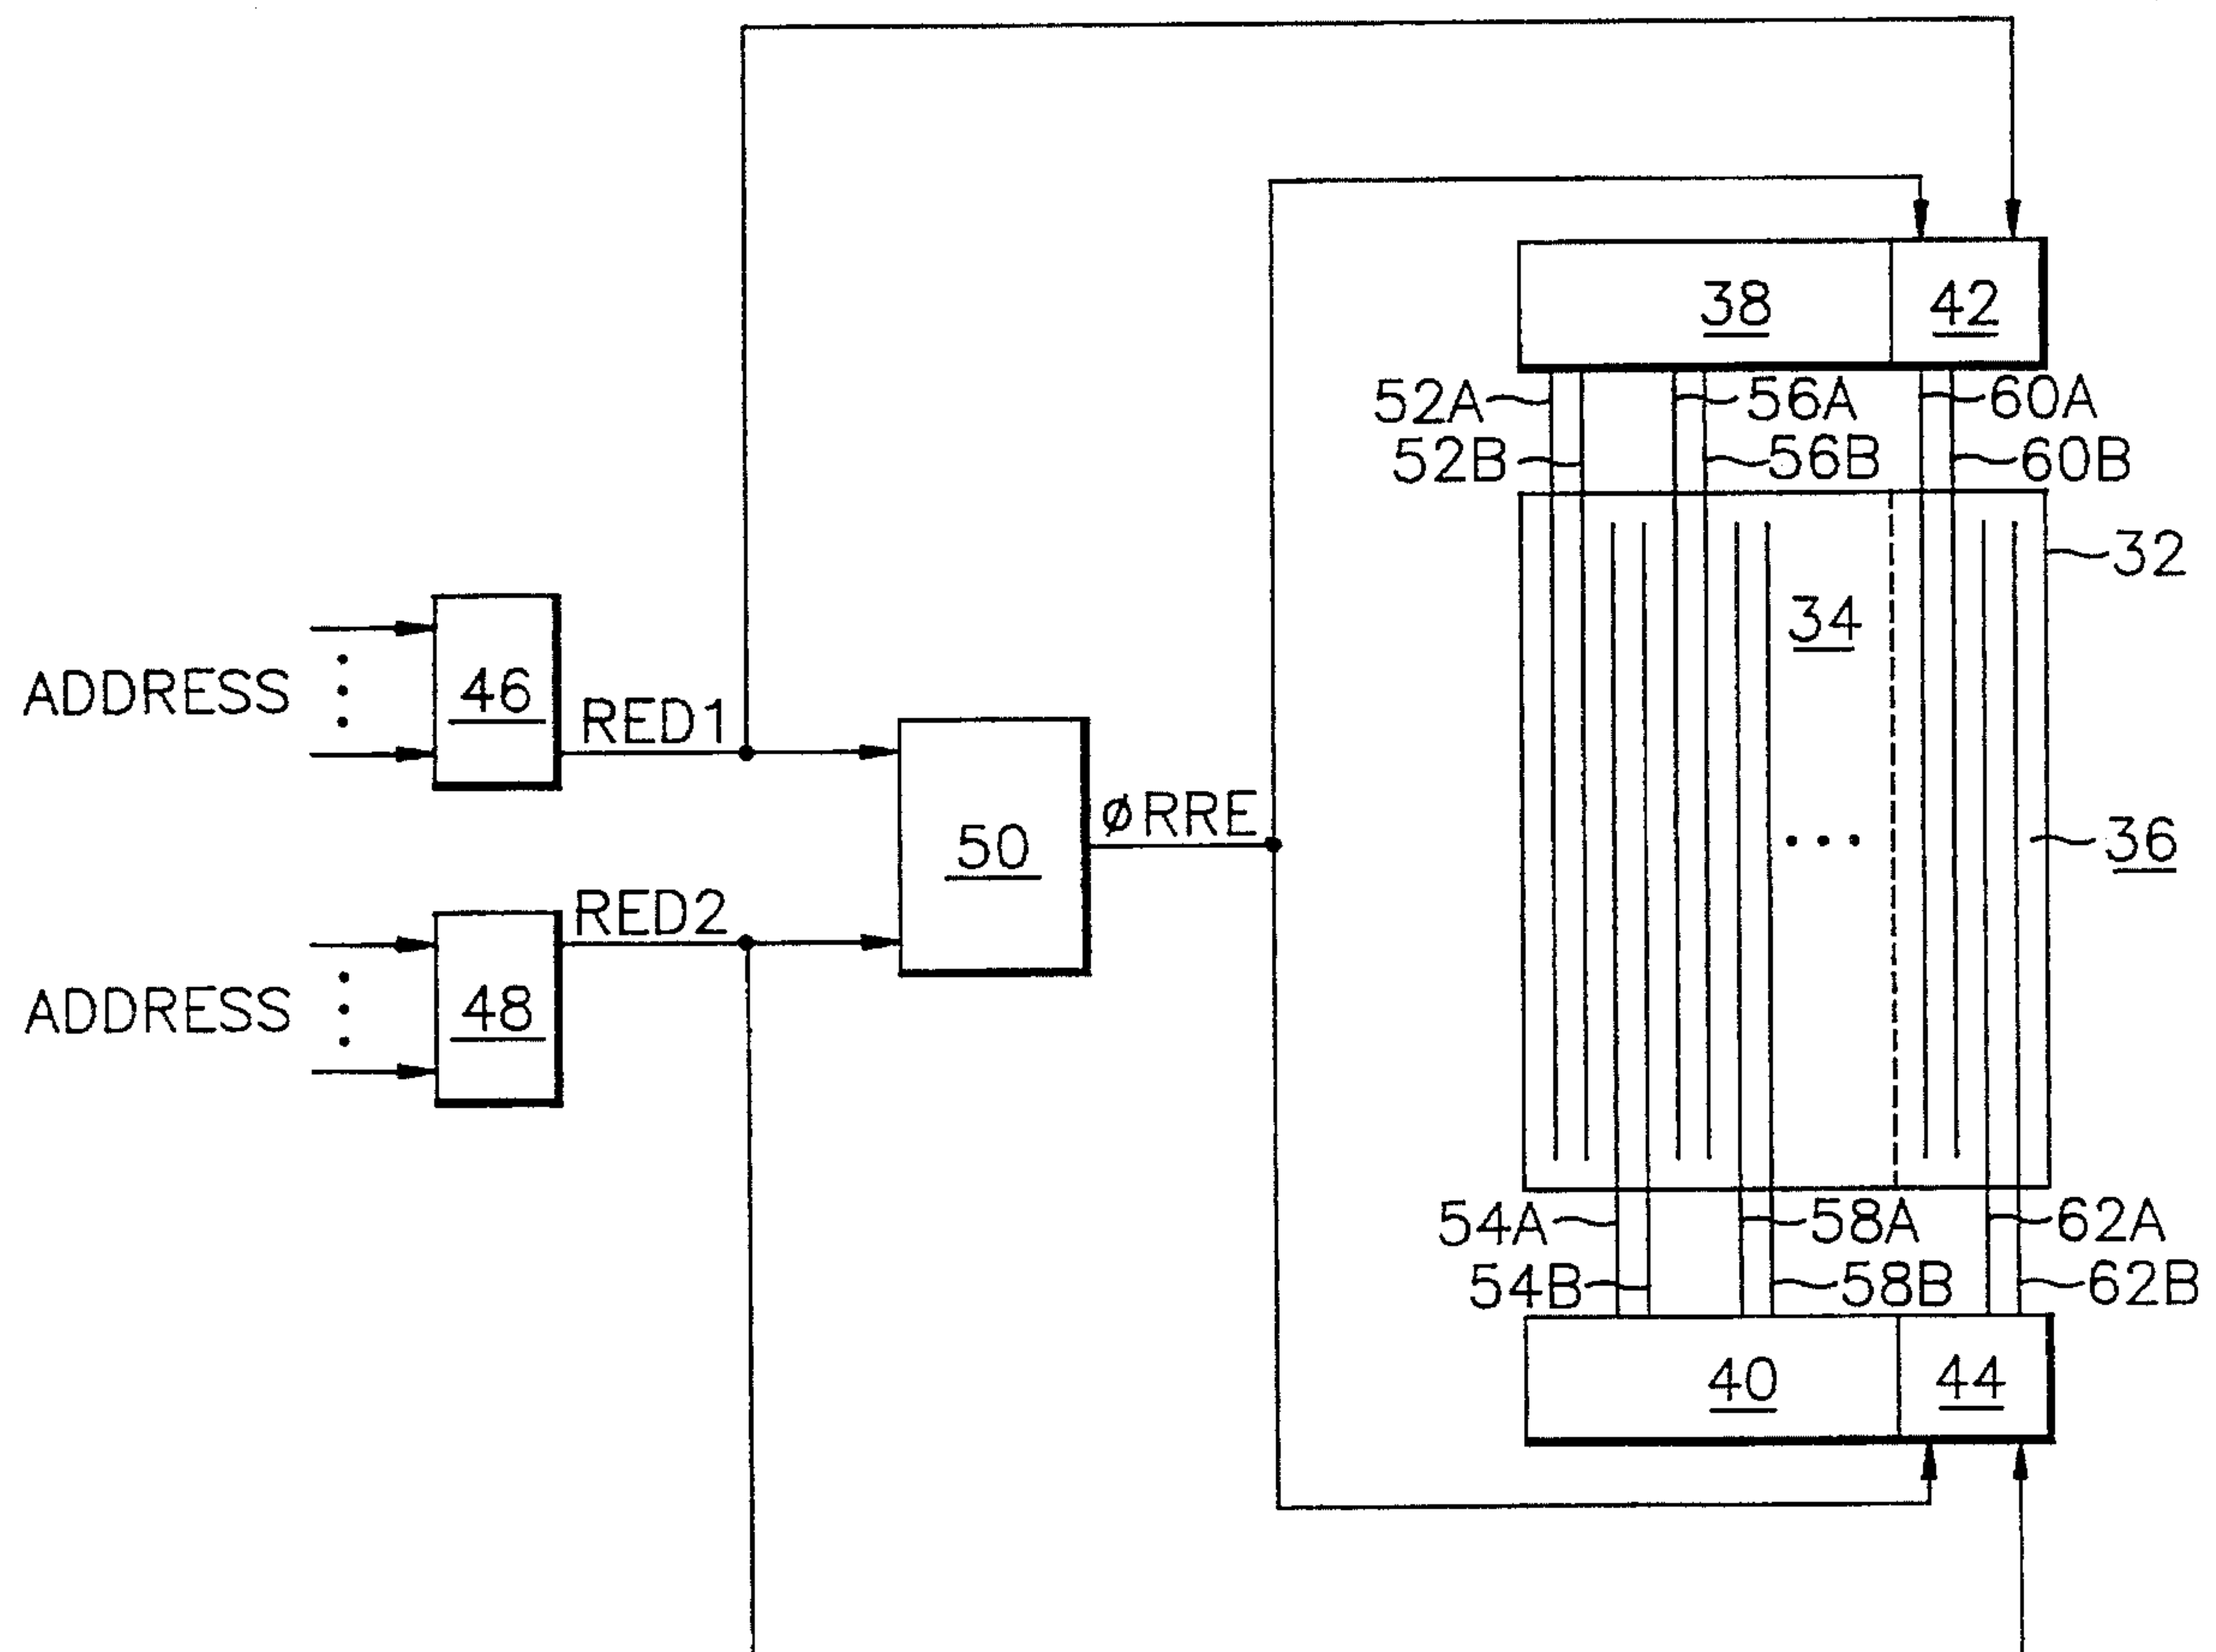 38
42
52A
56A
60A
52B
56B
60B
32
34
46
ADDRESS
RED1
50
øRRE
36
RED2
48
ADDRESS
54A
58A
62A
54B
58B
62B
40
44